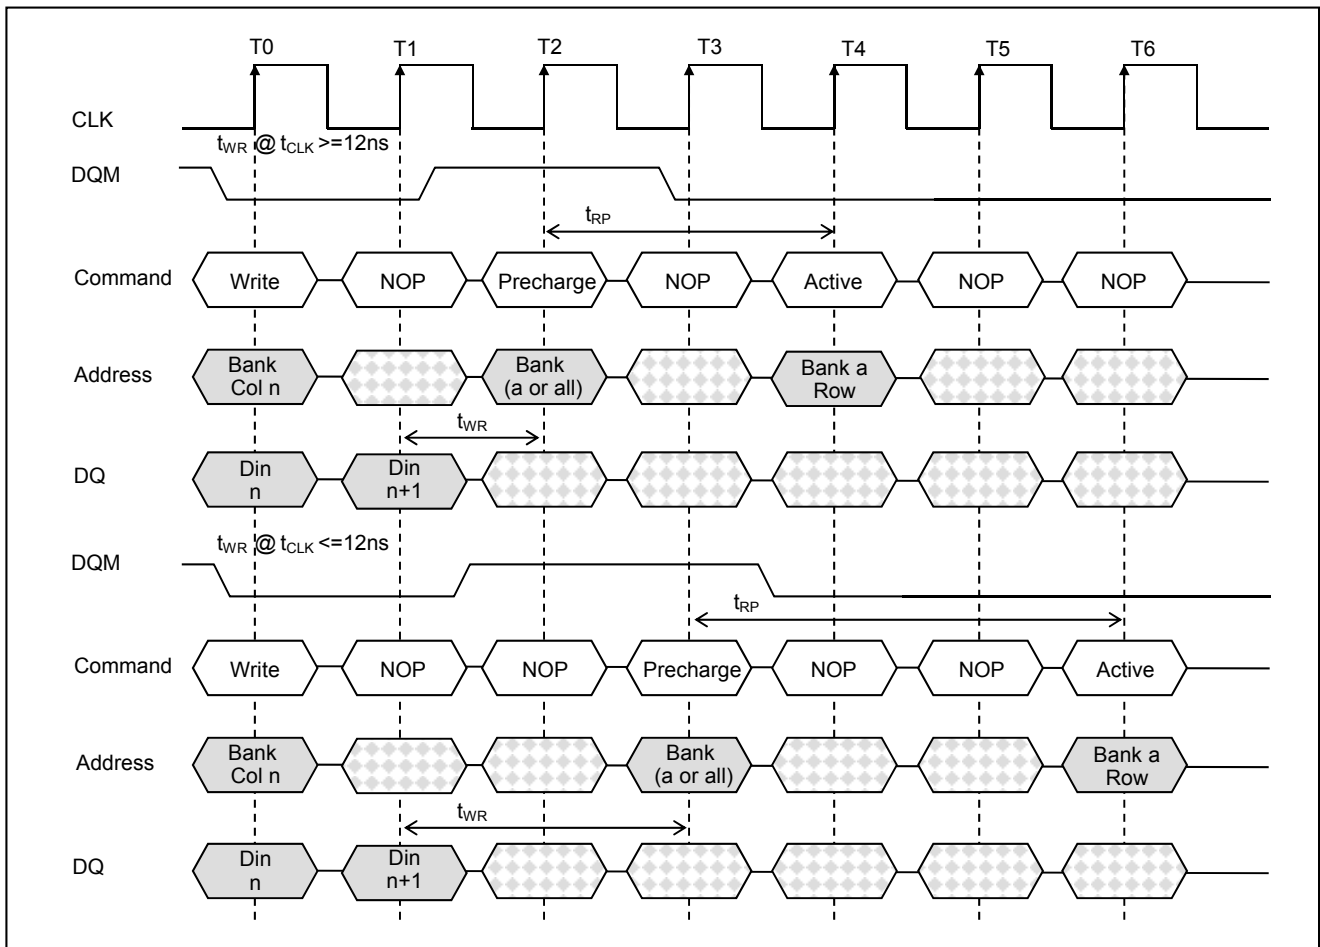 T0 T1 T2 T3 T4 T5 T6
CLK
tWR @ tCLK >=12ns
DQM
tRP
Command Write NOP Precharge NOP Active NOP NOP
Address Bank Col n Bank (a or all) Bank a Row
tWR
DQ Din n Din n+1
tWR @ tCLK <=12ns
DQM
tRP
Command Write NOP NOP Precharge NOP NOP Active
Address Bank Col n Bank (a or all) Bank a Row
tWR
DQ Din n Din n+1